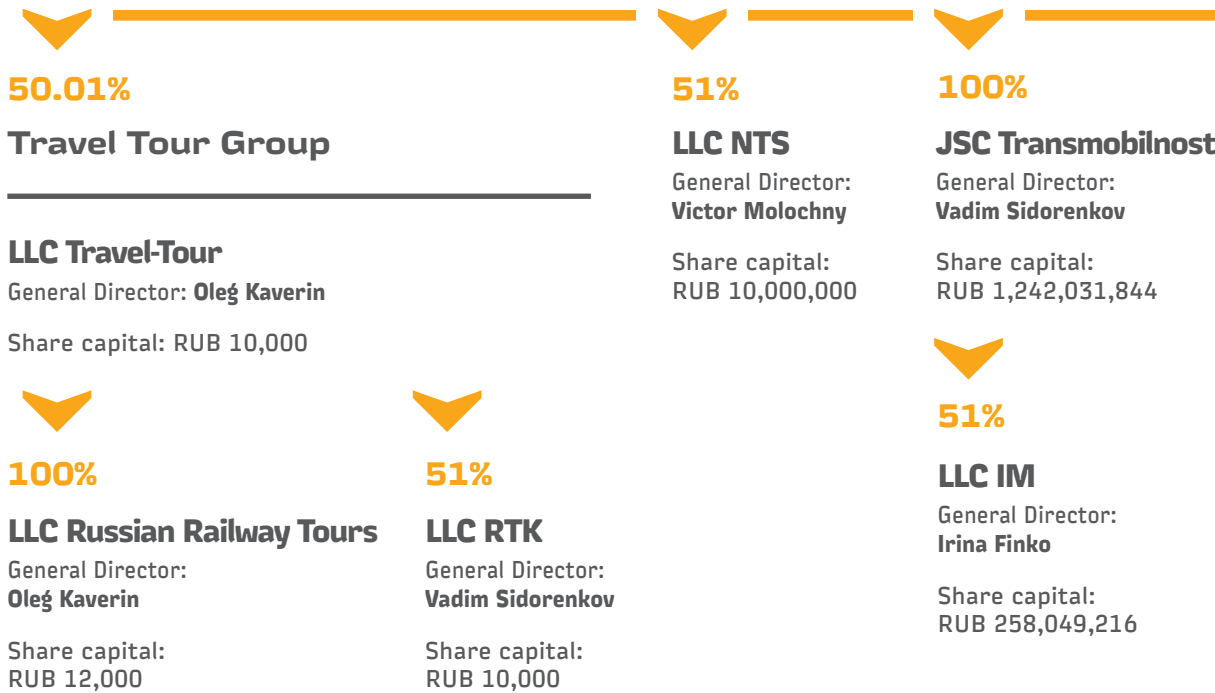 50.01%
Travel Tour Group
LLC Travel-Tour
General Director: Oleg Kaverin
Share capital: RUB 10,000
100%
LLC Russian Railway Tours
General Director:
Oleg Kaverin
Share capital:
RUB 12,000
51%
LLC RTK
General Director:
Vadim Sidorenkov
Share capital:
RUB 10,000
51%
LLC NTS
General Director:
Victor Molochny
Share capital:
RUB 10,000,000
100%
JSC Transmobilnost
General Director:
Vadim Sidorenkov
Share capital:
RUB 1,242,031,844
51%
LLC IM
General Director:
Irina Finko
Share capital:
RUB 258,049,216